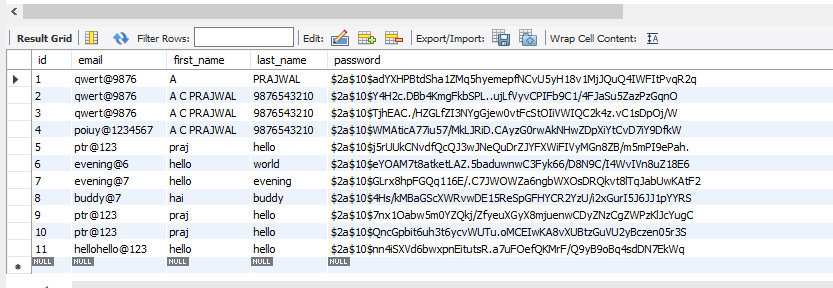 Result Grid Filter Rows: Edit: Export/Import: Wrap Cell Content:
id email first_name last_name password
1 qwert@9876 A PRAJWAL $2a$10$adYXHPBtdSha1ZMq5hyemepfNCvU5yH18v1MjJQuQ4IWFItPvqR2q
2 qwert@9876 A C PRAJWAL 9876543210 $2a$10$Y4H2c.DBb4KmgFkbSPL..ujLfVyvCPIFb9C1/4FJaSu5ZazPzGqnO
3 qwert@9876 A C PRAJWAL 9876543210 $2a$10$TjhEAC./HZGLfZI3NYgGjew0vtFcStOIiVWIQC2k4z.vC1sDpOj/W
4 poiuy@1234567 A C PRAJWAL 9876543210 $2a$10$WMAticA77iu57/MkLJRiD.CAyzG0rwAkNHwZDpXiYtCvD7iY9DfkW
5 ptr@123 praj hello $2a$10$j5rUUkCNvdfQcQJ3wJNeQuDrZJYFXWiFIVyMGn8ZB/m5mPI9ePah.
6 evening@6 hello world $2a$10$eYOAM7t8atketLAZ.5baduwnwC3Fyk66/D8N9C/I4WvIVn8uZ18E6
7 evening@7 hello evening $2a$10$GLrx8hpFGQq116E/.C7JWOWZa6ngbWXOsDRQkvt8lTqJabUwKAtF2
8 buddy@7 hai buddy $2a$10$4Hs/kMBaGScXWRvwDE15ReSpGFHYCR2YzU/i2xGurI5J6JJ1pYYRS
9 ptr@123 praj hello $2a$10$7nx1Oabw5m0YZQkj/ZfyeuXGyX8mjuenwCDyZNzCgZWPzKlJcYugC
10 ptr@123 praj hello $2a$10$QncGpbit6uh3t6ycvWUTu.oMCEIwKA8vXUBtzGuVU2yBczen05r3S
11 hellohello@123 hello hello $2a$10$nn4iSXVd6bwxpnEitutsR.a7uFOefQKMrF/Q9yB9oBq4sdDN7EkWq
NULL NULL NULL NULL NULL